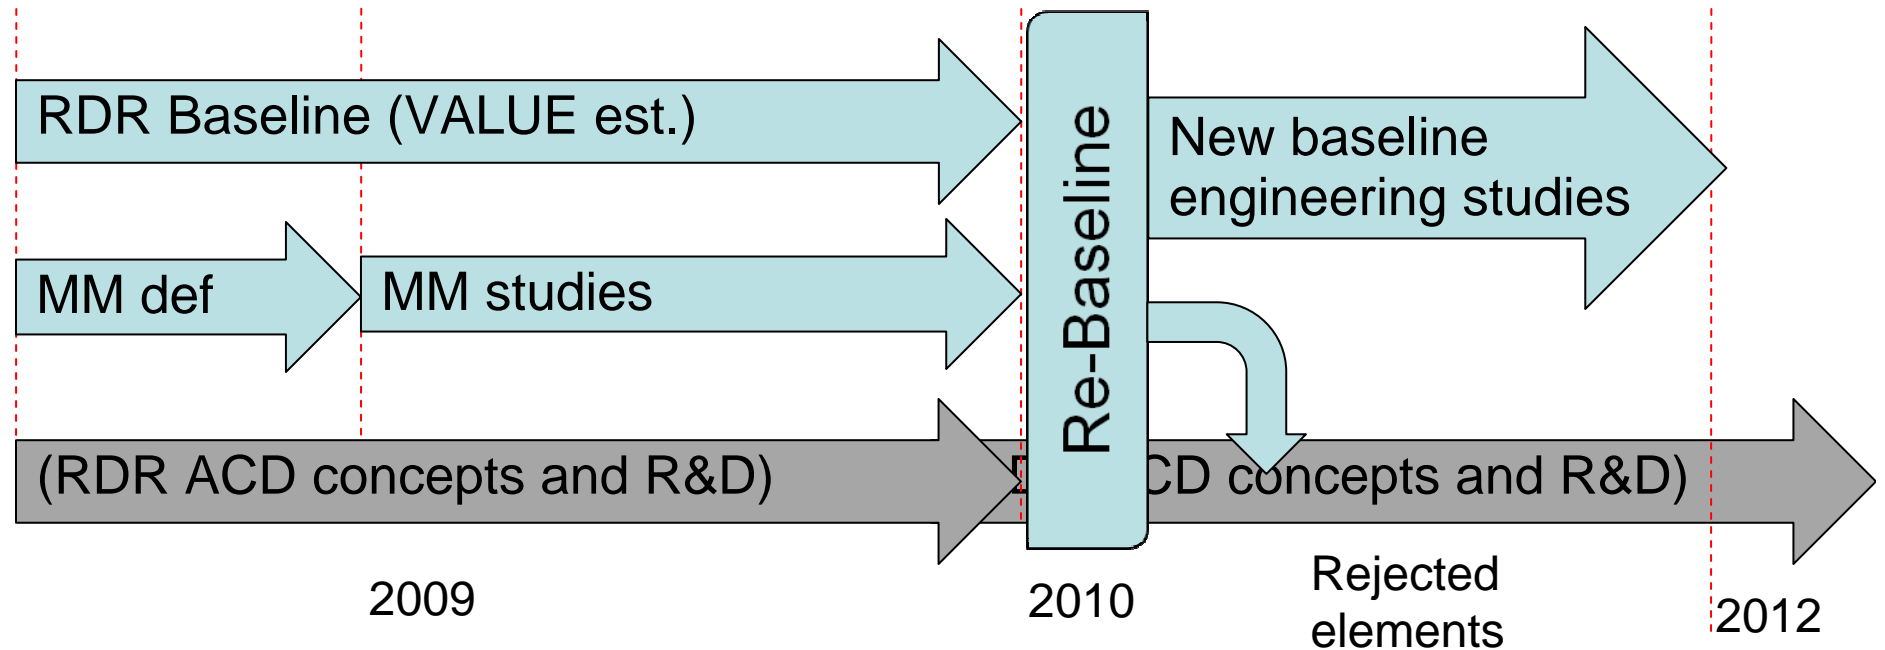 RDR Baseline (VALUE est.)
New baseline
engineering studies
MM def
MM studies
Re-Baseline
(RDR ACD concepts and R&D)
CD concepts and R&D)
2009
2010
Rejected
elements
2012